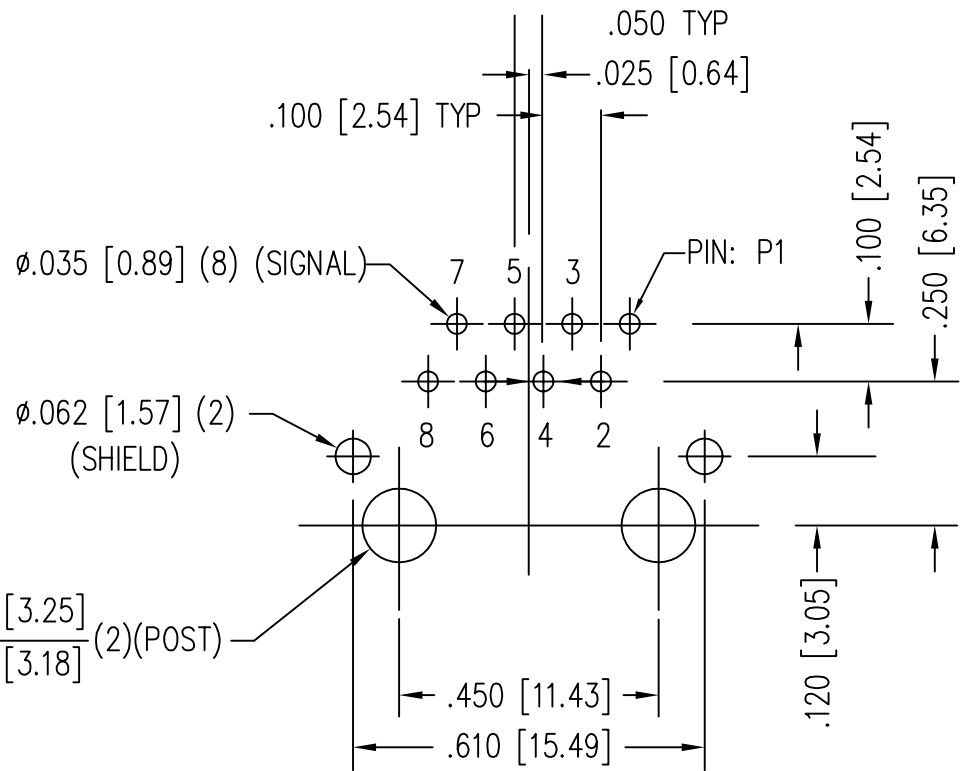 .050 TYP
.025 [0.64]
.100 [2.54] TYP
.100 [2.54]
.250 [6.35]
ø.035 [0.89] (8) (SIGNAL)
7 5 3
PIN: P1
ø.062 [1.57] (2)
(SHIELD)
8 6 4 2
[3.25]
[3.18]
(2)(POST)
.120 [3.05]
.450 [11.43]
.610 [15.49]